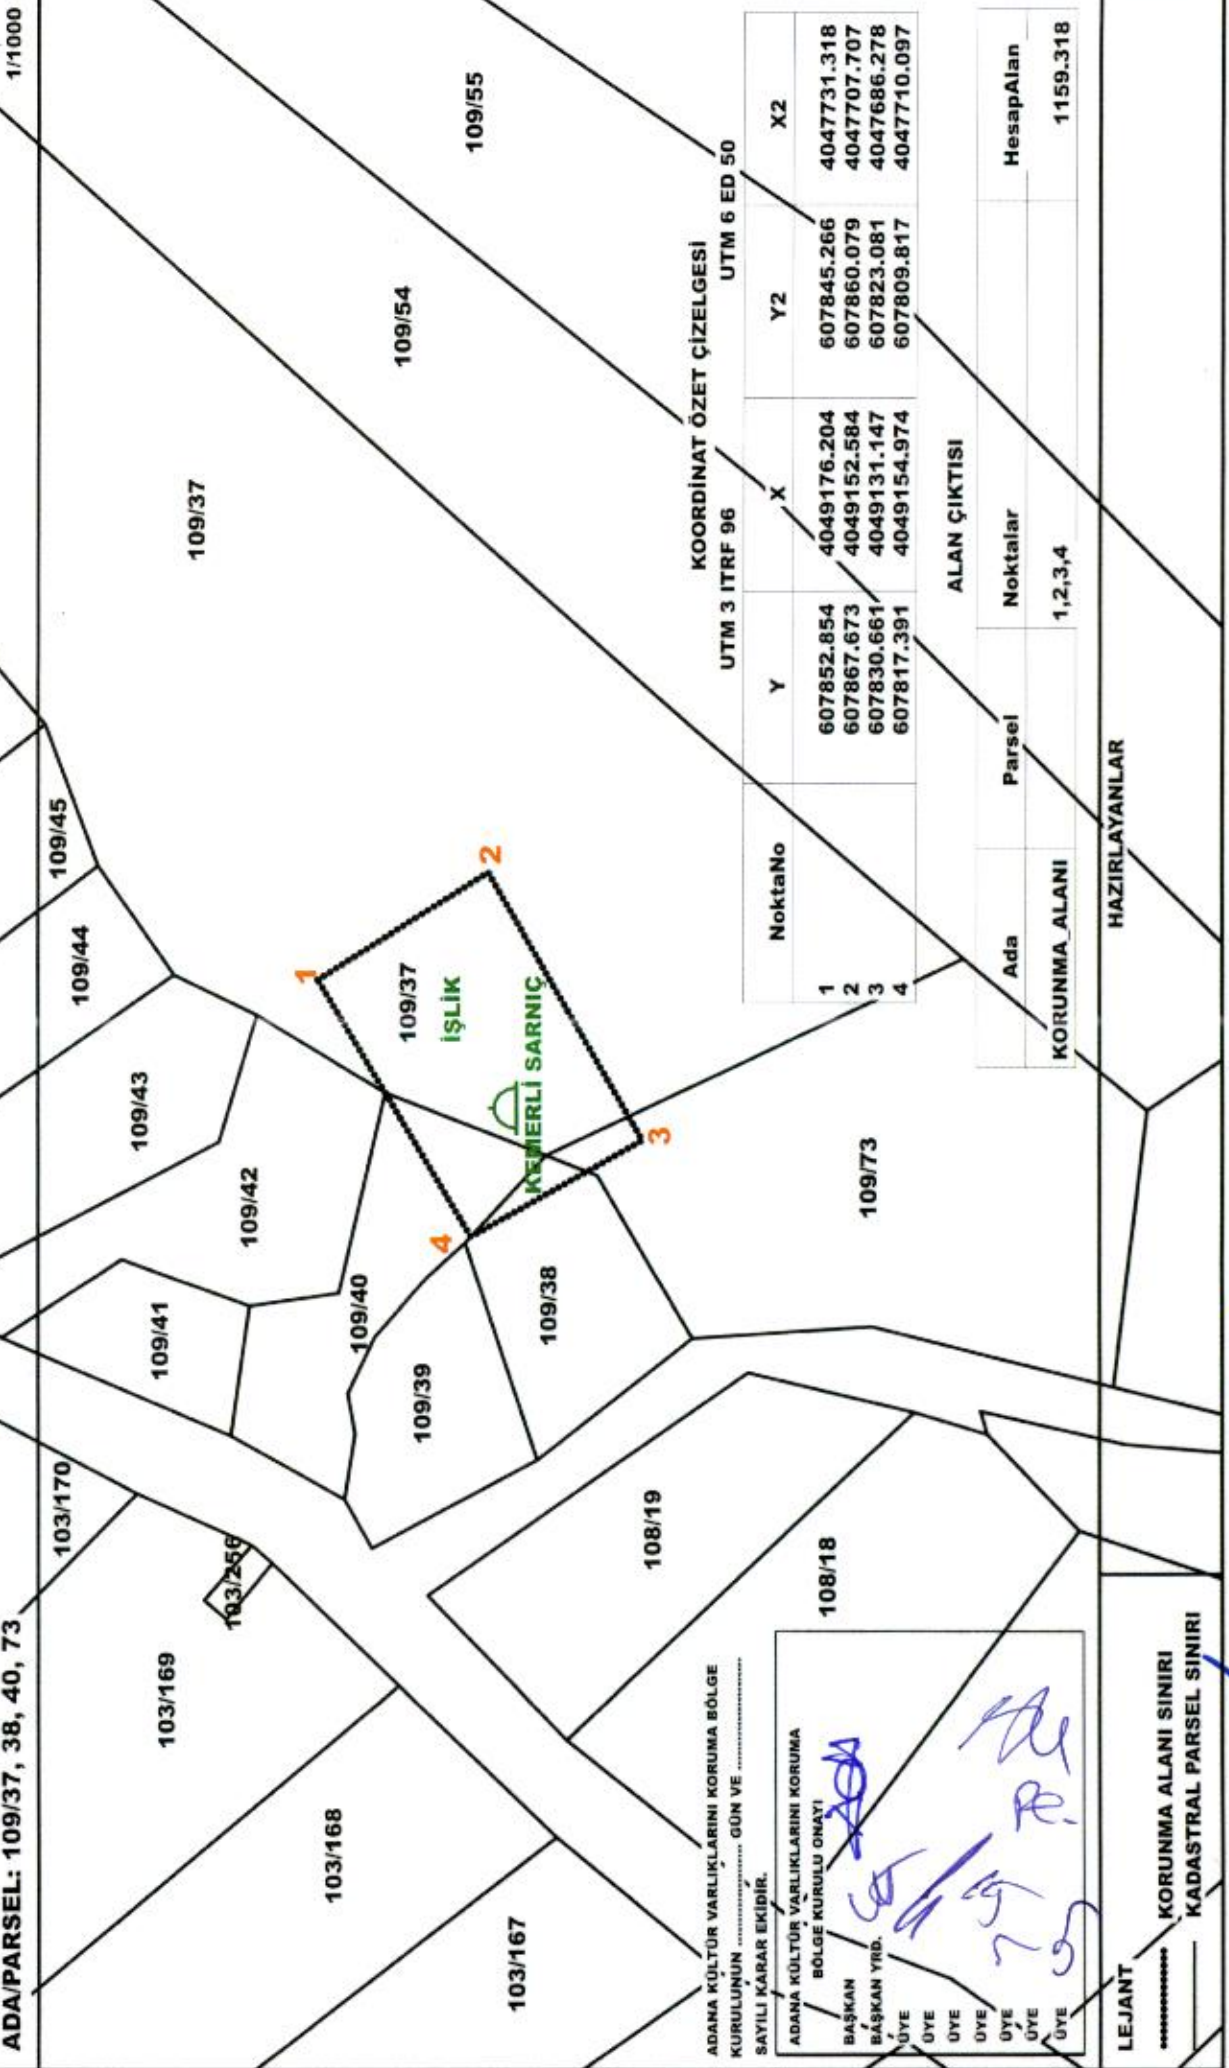 ADA/PARSEL: 109/37, 38, 40, 73
1/1000
103/170
103/169
103/256
103/168
103/167
109/45
109/44
109/43
109/42
109/41
109/40
109/39
109/38
109/37
109/54
109/55
1
2
3
4
109/37
İŞLİK
KEMERLİ SARNIÇ
109/73
108/19
108/18
KOORDİNAT ÖZET ÇİZELGESİ
UTM 3 ITRF 96 UTM 6 ED 50
NoktaNo Y X Y2 X2
1 607852.854 4049176.204 607845.266 4047731.318
2 607867.673 4049152.584 607860.079 4047707.707
3 607830.661 4049131.147 607823.081 4047686.278
4 607817.391 4049154.974 607809.817 4047710.097
ALAN ÇIKTISI
Ada Parsel Noktalar HesapAlan
KORUNMA_ALANI 1,2,3,4 1159.318
HAZIRLAYANLAR
ADANA KÜLTÜR VARLIKLARINI KORUMA BÖLGE
KURULUNUN ........................ GÜN VE ........................
SAYILI KARAR EKİDİR.
ADANA KÜLTÜR VARLIKLARINI KORUMA
BÖLGE KURULU ONAYI
BAŞKAN
BAŞKAN YRD.
ÜYE
ÜYE
ÜYE
ÜYE
ÜYE
ÜYE
ÜYE
LEJANT
KORUNMA ALANI SINIRI
KADASTRAL PARSEL SINIRI